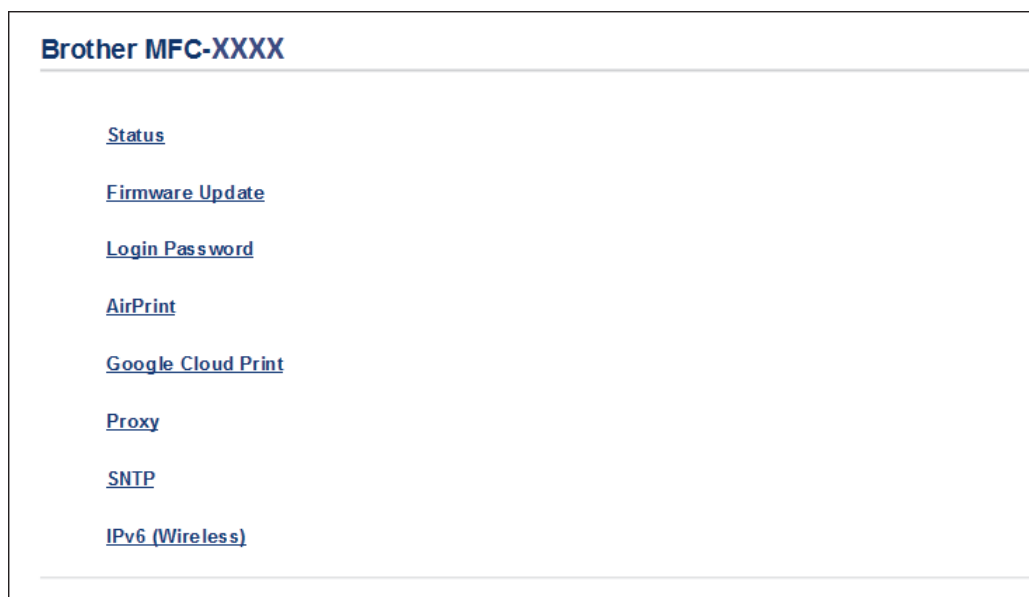 Brother MFC-XXXX
Status
Firmware Update
Login Password
AirPrint
Google Cloud Print
Proxy
SNTP
IPv6 (Wireless)